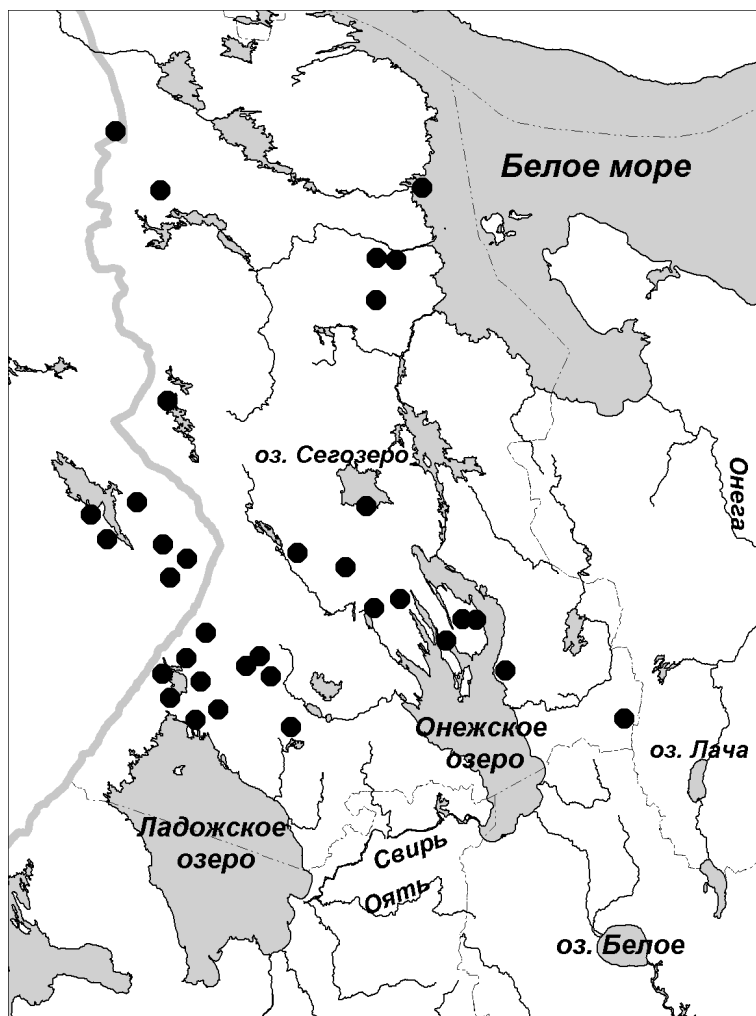 Белое море
оз. Сегозеро
Онега
Онежское
озеро
оз. Лача
Ладожское
озеро
Свирь
Оять
оз. Белое